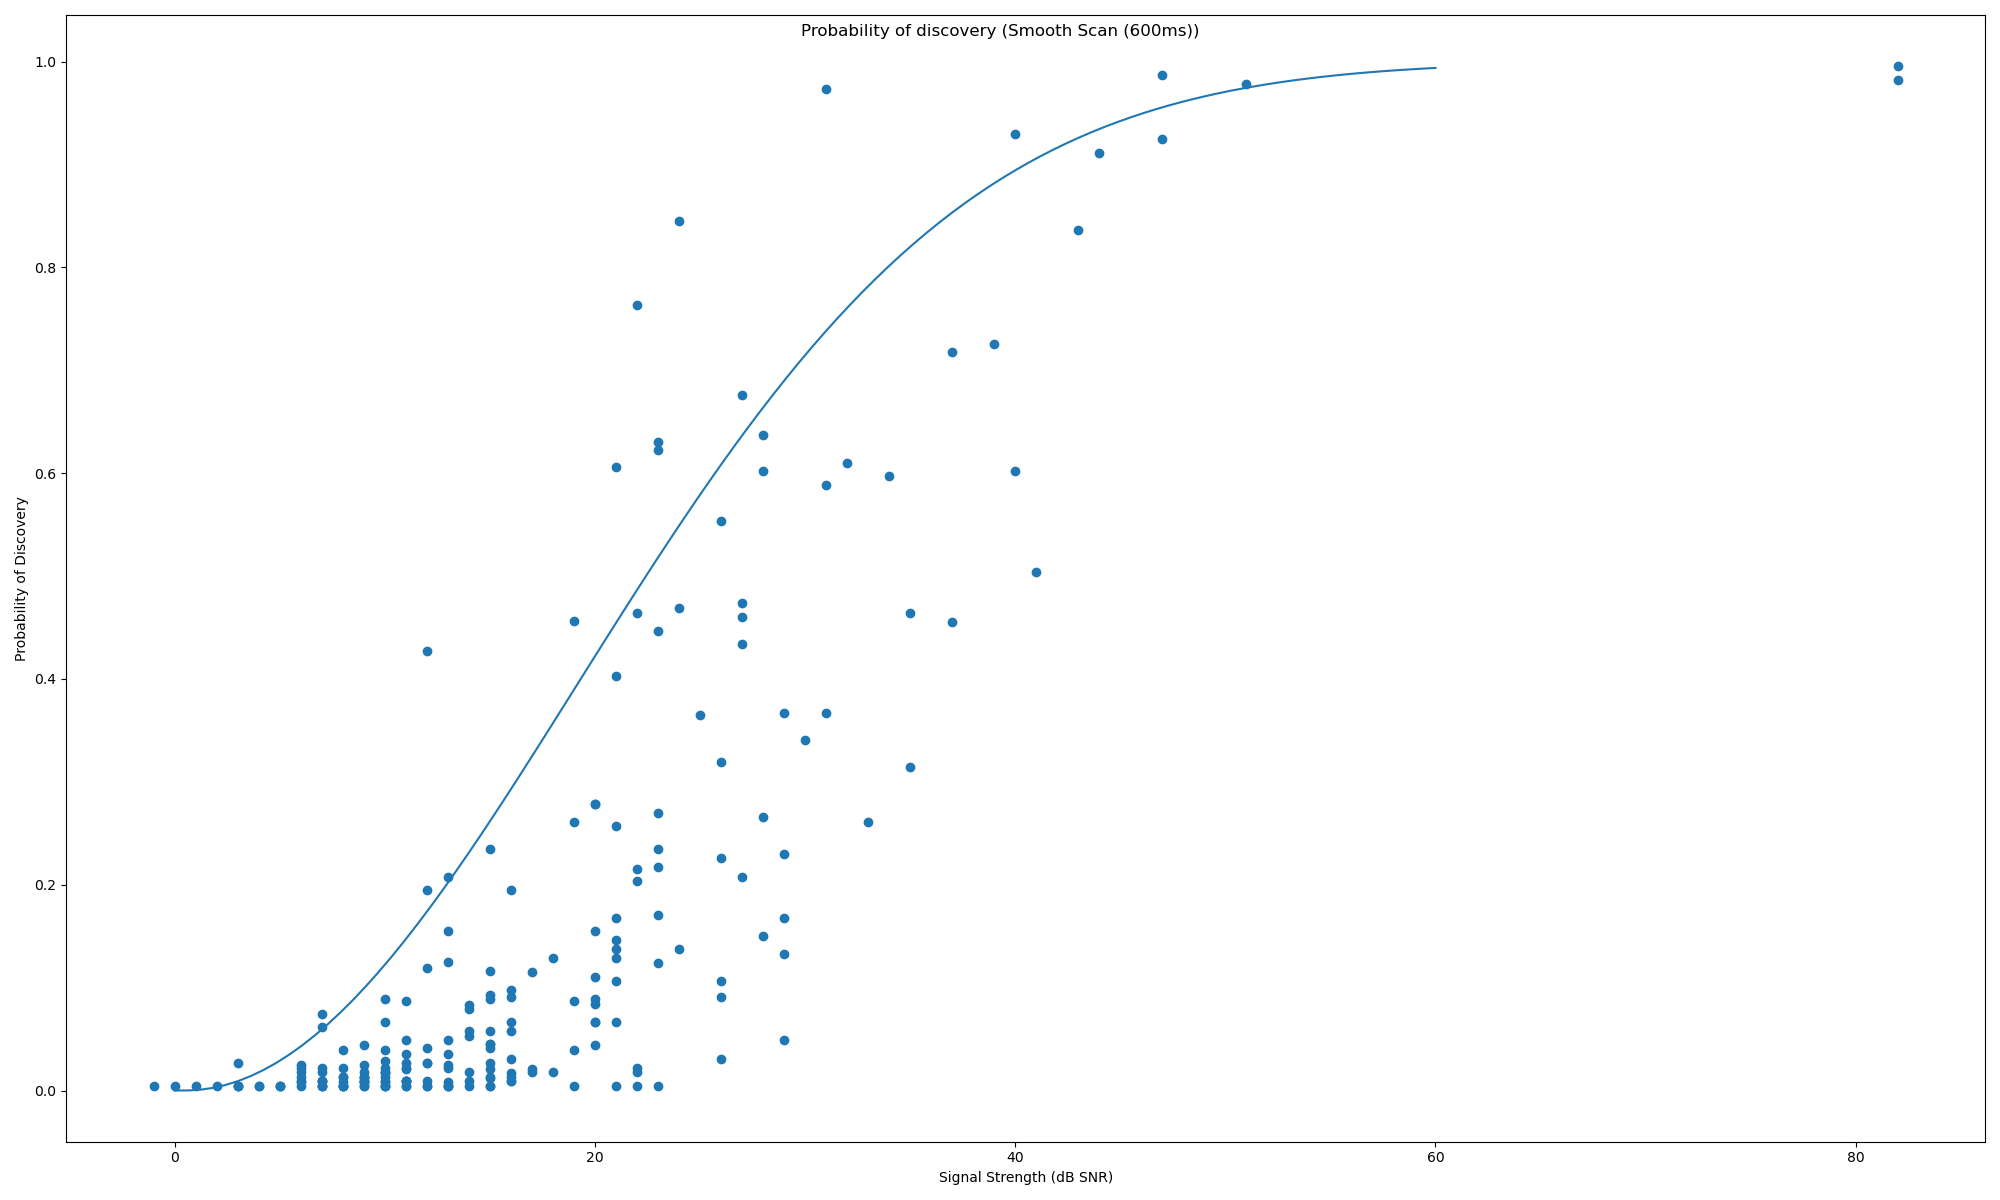 Probability of discovery (Smooth Scan (600ms))
1.0
0.8
0.6
0.4
0.2
0.0
Probability of Discovery
0 20 40 60 80
Signal Strength (dB SNR)